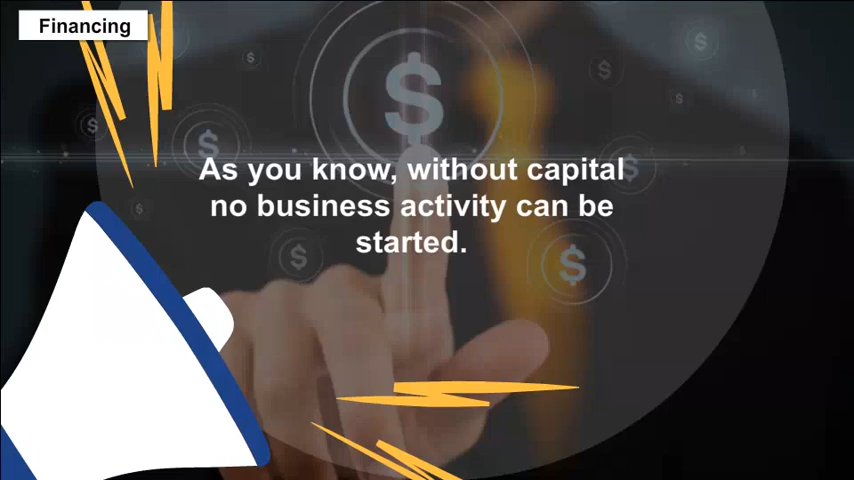 Financing
As you know, without capital
no business activity can be
started.